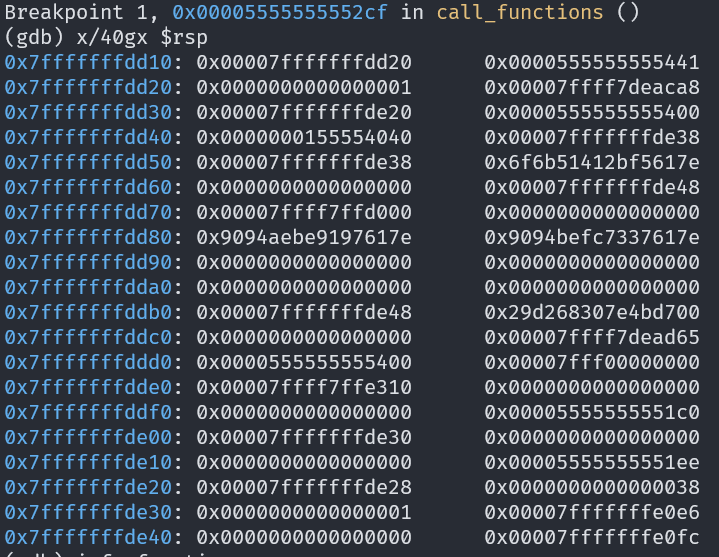 Breakpoint 1, 0x00005555555552cf in call_functions ()
(gdb) x/40gx $rsp
0x7fffffffdd10: 0x00007fffffffdd20 0x0000555555555441
0x7fffffffdd20: 0x0000000000000001 0x00007ffff7deaca8
0x7fffffffdd30: 0x00007fffffffde20 0x0000555555555400
0x7fffffffdd40: 0x0000000155554040 0x00007fffffffde38
0x7fffffffdd50: 0x00007fffffffde38 0x6f6b51412bf5617e
0x7fffffffdd60: 0x0000000000000000 0x00007fffffffde48
0x7fffffffdd70: 0x00007ffff7ffd000 0x0000000000000000
0x7fffffffdd80: 0x9094aebe9197617e 0x9094befc7337617e
0x7fffffffdd90: 0x0000000000000000 0x0000000000000000
0x7fffffffdda0: 0x0000000000000000 0x0000000000000000
0x7fffffffddb0: 0x00007fffffffde48 0x29d268307e4bd700
0x7fffffffddc0: 0x0000000000000000 0x00007ffff7dead65
0x7fffffffddd0: 0x0000555555555400 0x00007fff00000000
0x7fffffffdde0: 0x00007ffff7ffe310 0x0000000000000000
0x7fffffffddf0: 0x0000000000000000 0x00005555555551c0
0x7fffffffde00: 0x00007fffffffde30 0x0000000000000000
0x7fffffffde10: 0x0000000000000000 0x00005555555551ee
0x7fffffffde20: 0x00007fffffffde28 0x0000000000000038
0x7fffffffde30: 0x0000000000000001 0x00007fffffffe0e6
0x7fffffffde40: 0x0000000000000000 0x00007fffffffe0fc